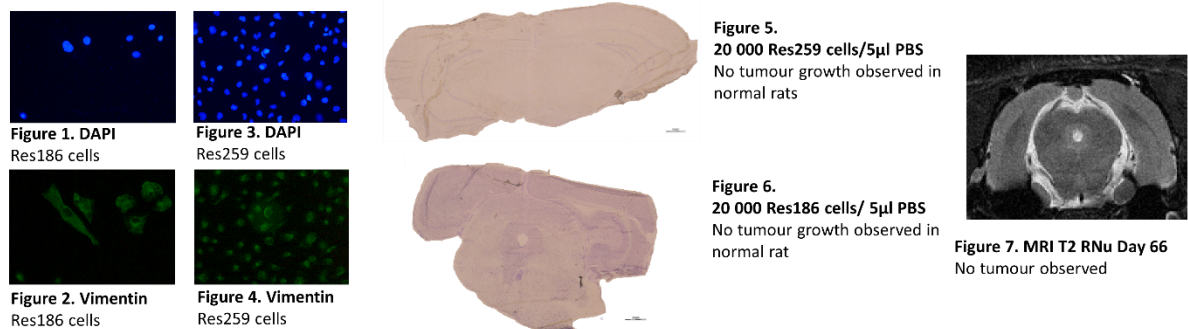 Figure 1. DAPI
Res186 cells
Figure 3. DAPI
Res259 cells
Figure 2. Vimentin
Res186 cells
Figure 4. Vimentin
Res259 cells
Figure 5.
20 000 Res259 cells/5µl PBS
No tumour growth observed in
normal rats
Figure 6.
20 000 Res186 cells/ 5µl PBS
No tumour growth observed in
normal rat
Figure 7. MRI T2 RNu Day 66
No tumour observed